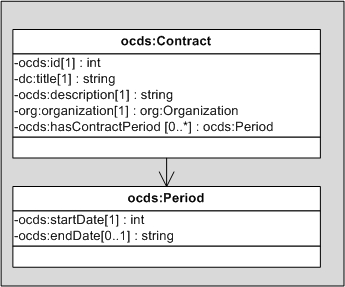 ocds:Contract
-ocds:id[1] : int
-dc:title[1] : string
-ocds:description[1] : string
-org:organization[1] : org:Organization
-ocds:hasContractPeriod [0..*] : ocds:Period
ocds:Period
-ocds:startDate[1] : int
-ocds:endDate[0..1] : string